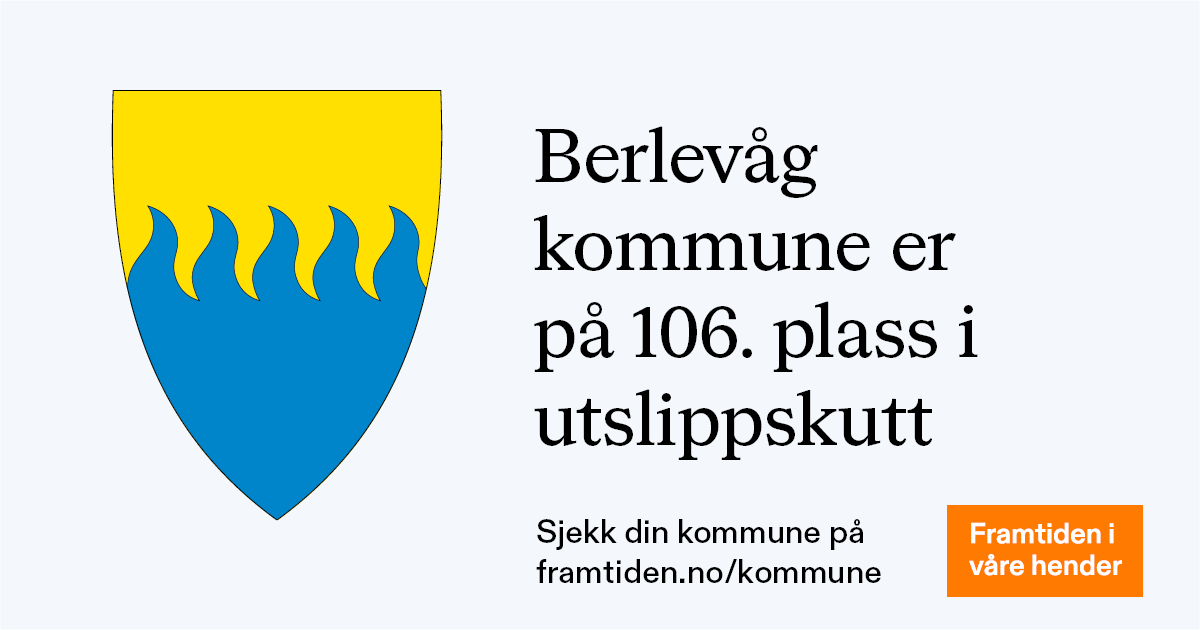 Berlevåg
kommune er
på 106. plass i
utslippskutt
Sjekk din kommune på
framtiden.no/kommune
Framtiden i
våre hender